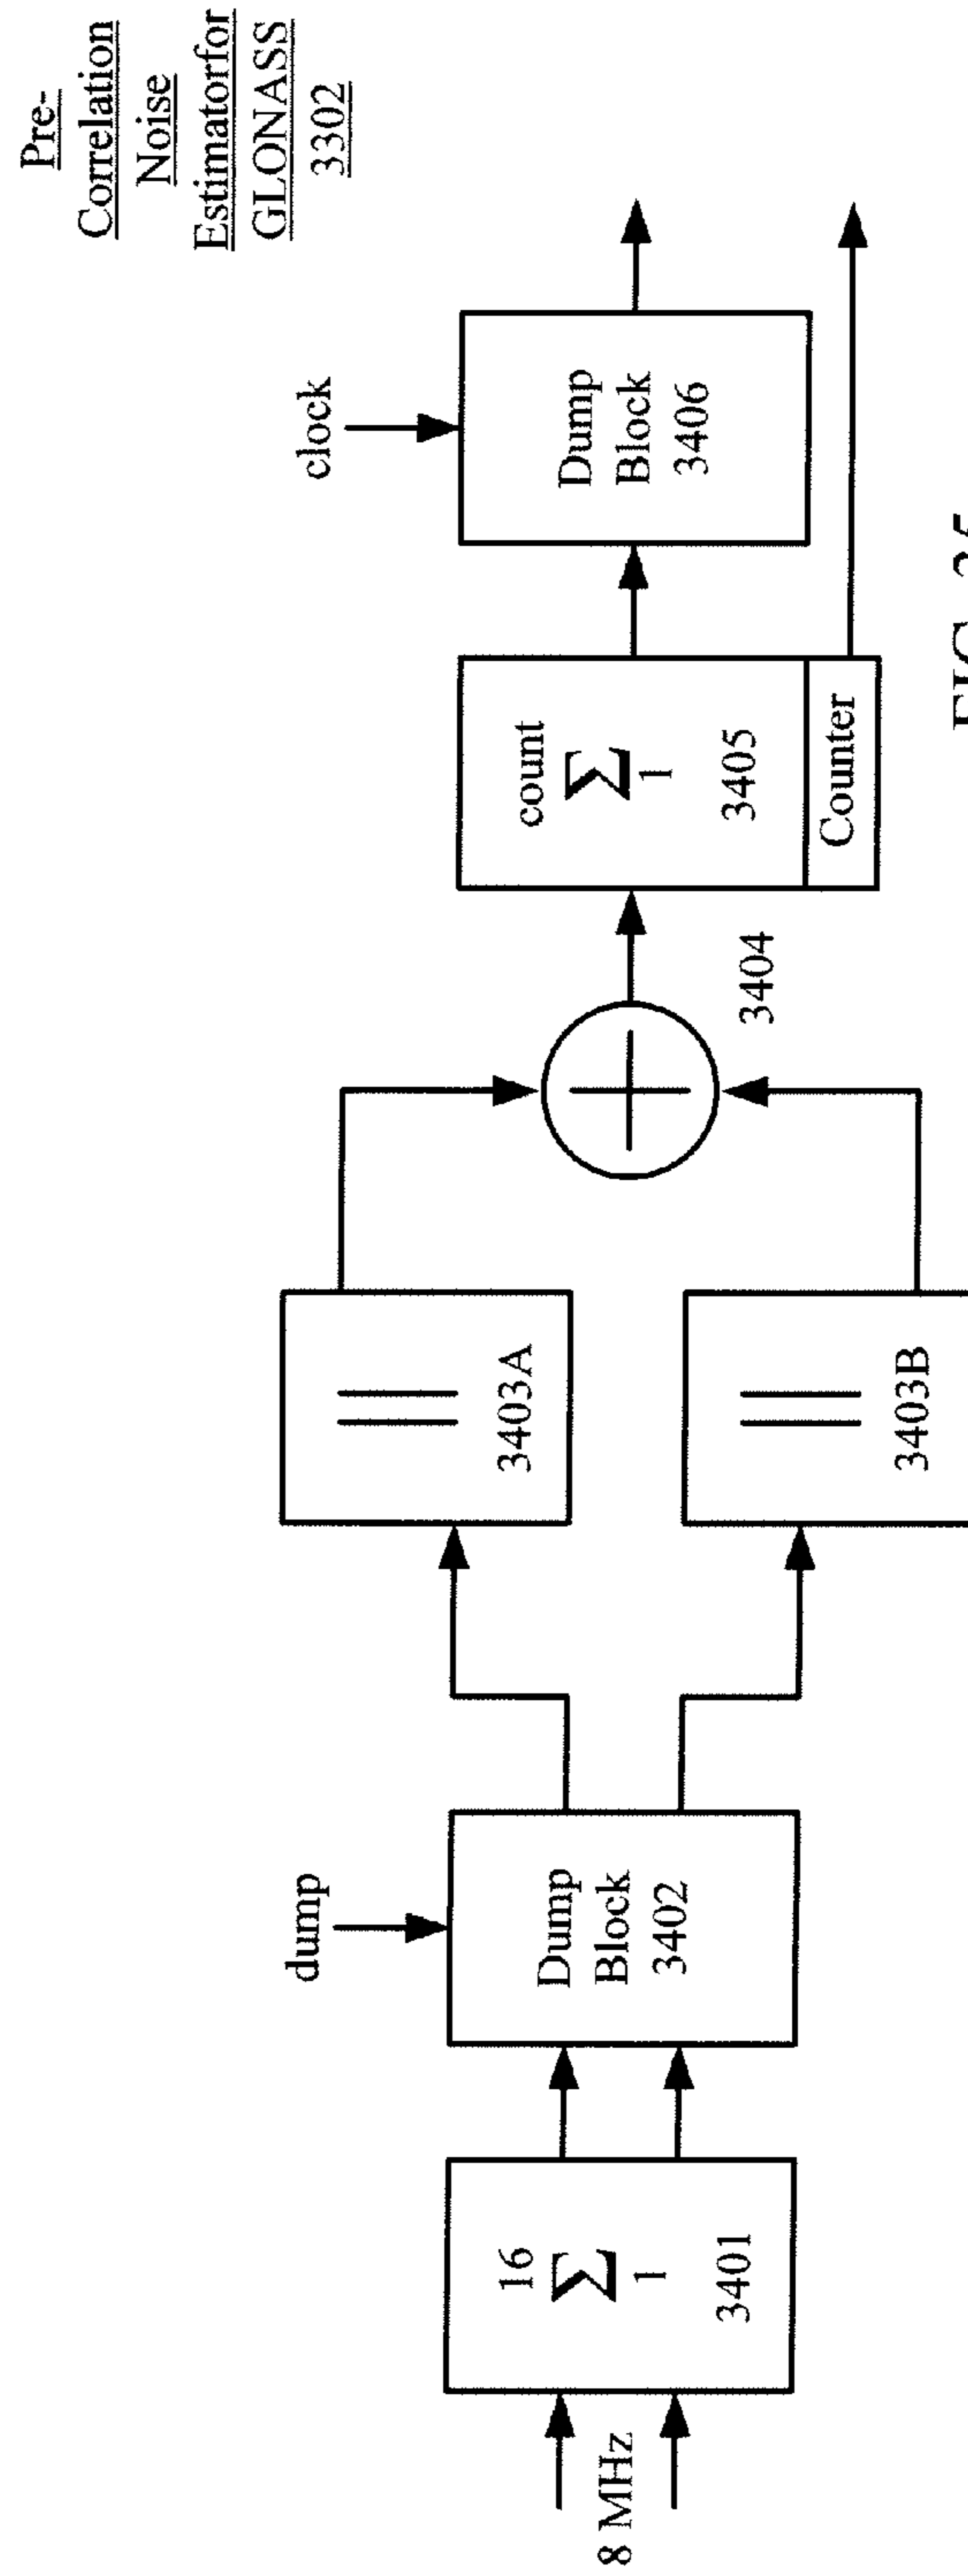 Pre-
Correlation
Noise
Estimatorfor
GLONASS
3302
8 MHz
16
Σ
1
3401
dump
Dump
Block
3402
||
3403A
||
3403B
+
3404
count
Σ
1
3405
Counter
clock
Dump
Block
3406